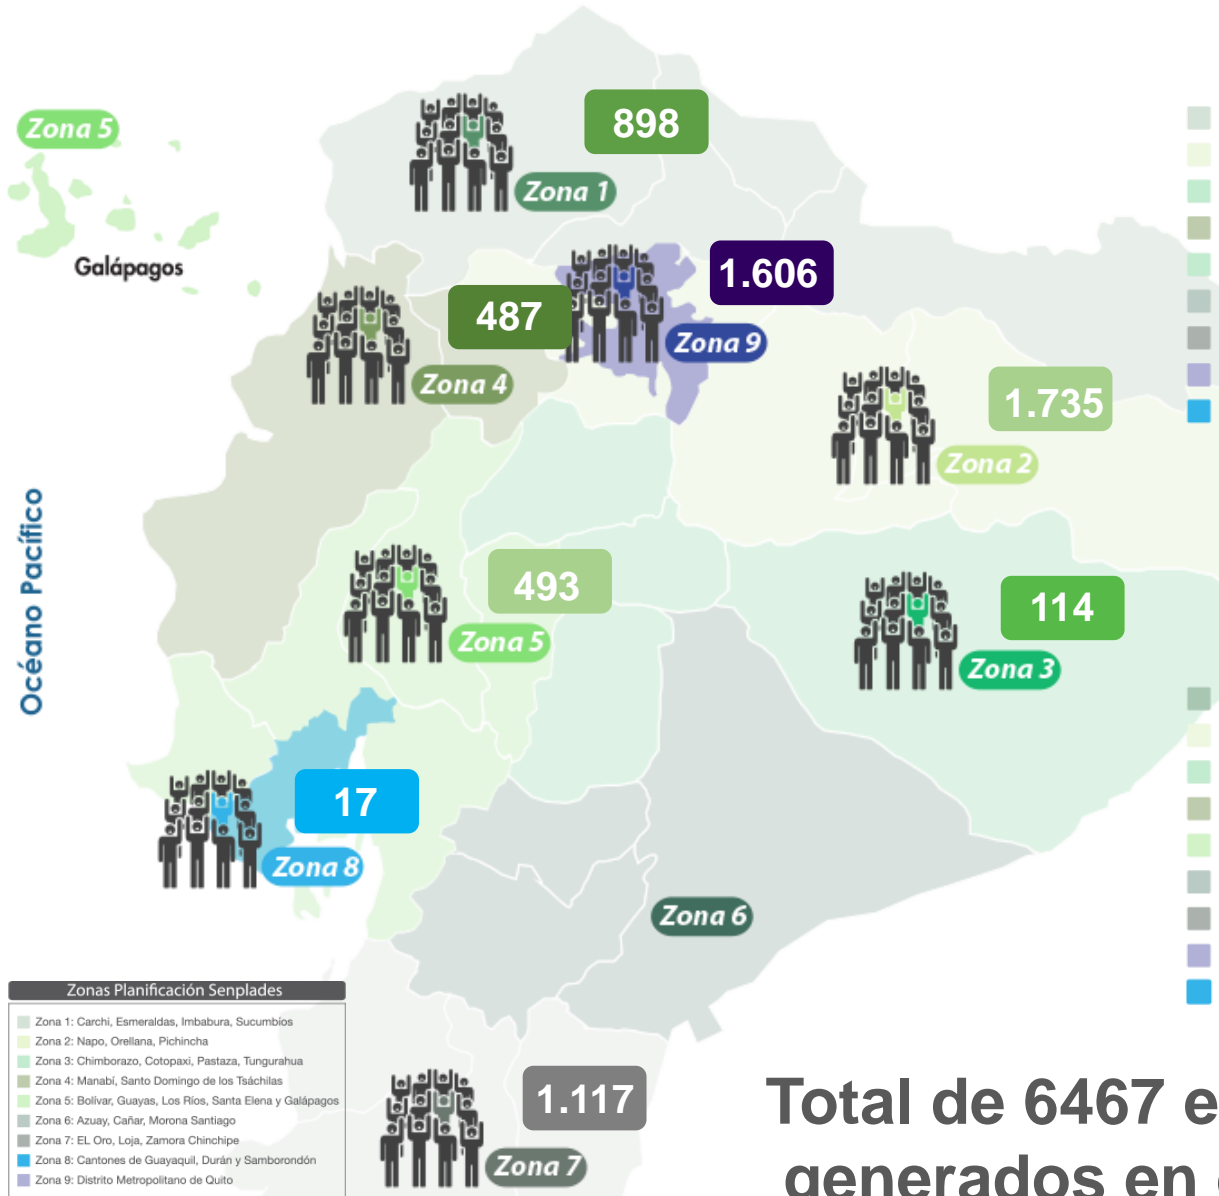 Zona 5
Galápagos
898
Zona 1
1.606
Zona 9
487
Zona 4
1.735
Zona 2
Océano Pacífico
493
Zona 5
114
Zona 3
17
Zona 8
Zona 6
1.117
Zona 7
Zonas Planificación Senplades
Zona 1: Carchi, Esmeraldas, Imbabura, Sucumbíos
Zona 2: Napo, Orellana, Pichincha
Zona 3: Chimborazo, Cotopaxi, Pastaza, Tungurahua
Zona 4: Manabí, Santo Domingo de los Tsáchilas
Zona 5: Bolívar, Guayas, Los Ríos, Santa Elena y Galápagos
Zona 6: Azuay, Cañar, Morona Santiago
Zona 7: EL Oro, Loja, Zamora Chinchipe
Zona 8: Cantones de Guayaquil, Durán y Samborondón
Zona 9: Distrito Metropolitano de Quito
Total de 6467 e
generados en